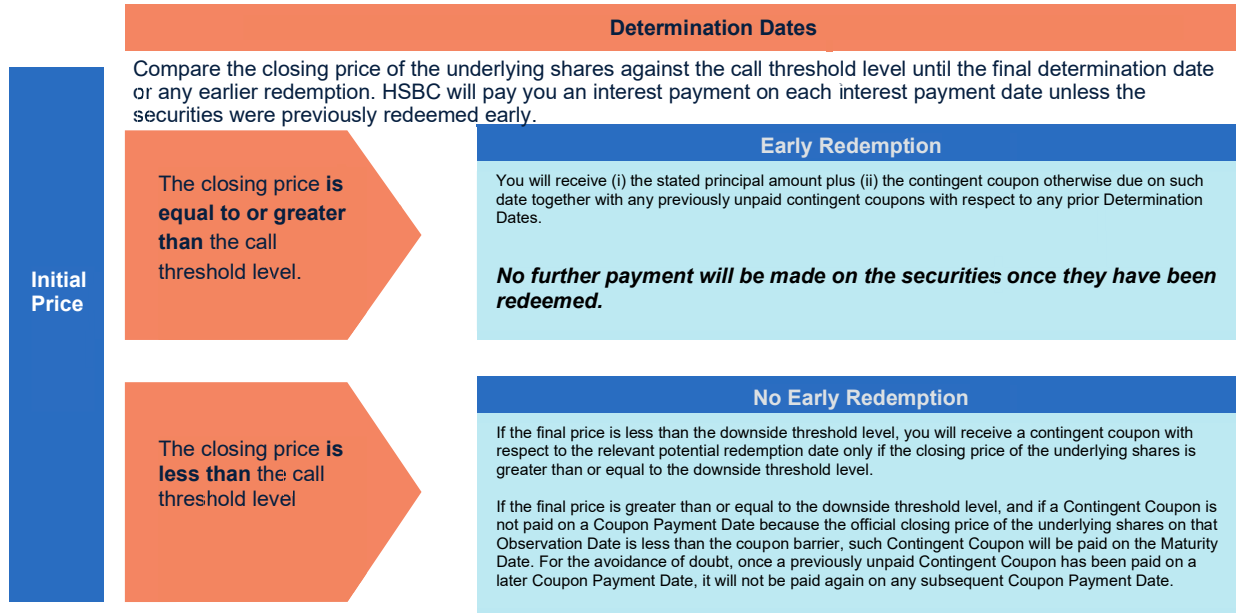 Determination Dates
Compare the closing price of the underlying shares against the call threshold level until the final determination date
or any earlier redemption. HSBC will pay you an interest payment on each interest payment date unless the
securities were previously redeemed early.
Initial
Price
The closing price is
equal to or greater
than the call
threshold level.
Early Redemption
You will receive (i) the stated principal amount plus (ii) the contingent coupon otherwise due on such
date together with any previously unpaid contingent coupons with respect to any prior Determination
Dates.
No further payment will be made on the securities once they have been
redeemed.
The closing price is
less than the call
threshold level
No Early Redemption
If the final price is less than the downside threshold level, you will receive a contingent coupon with
respect to the relevant potential redemption date only if the closing price of the underlying shares is
greater than or equal to the downside threshold level.
If the final price is greater than or equal to the downside threshold level, and if a Contingent Coupon is
not paid on a Coupon Payment Date because the official closing price of the underlying shares on that
Observation Date is less than the coupon barrier, such Contingent Coupon will be paid on the Maturity
Date. For the avoidance of doubt, once a previously unpaid Contingent Coupon has been paid on a
later Coupon Payment Date, it will not be paid again on any subsequent Coupon Payment Date.